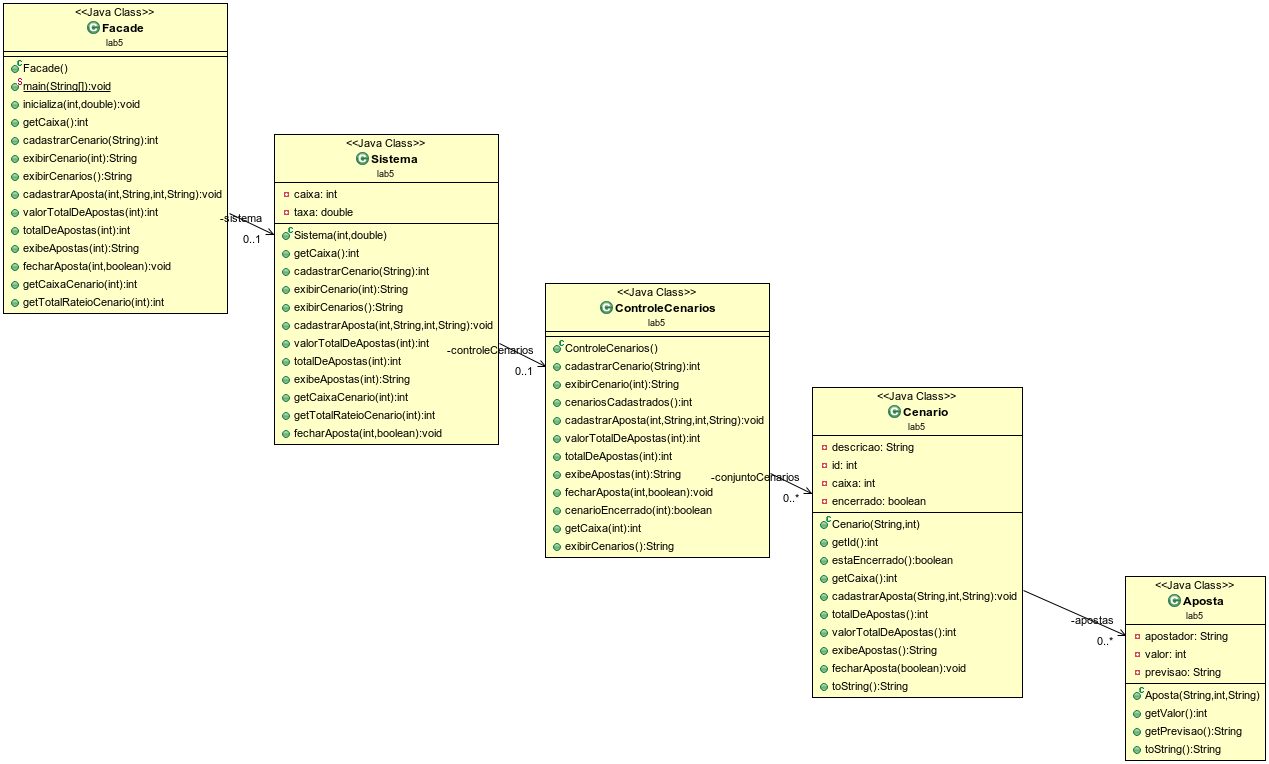 <<Java Class>>
Facade
lab5
Facade()
main(String[]):void
inicializa(int,double):void
getCaixa():int
cadastrarCenario(String):int
exibirCenario(int):String
exibirCenarios():String
cadastrarAposta(int,String,int,String):void
valorTotalDeApostas(int):int
totalDeApostas(int):int
exibeApostas(int):String
fecharAposta(int,boolean):void
getCaixaCenario(int):int
getTotalRateioCenario(int):int
-sistema
0..1
<<Java Class>>
Sistema
lab5
caixa: int
taxa: double
Sistema(int,double)
getCaixa():int
cadastrarCenario(String):int
exibirCenario(int):String
exibirCenarios():String
cadastrarAposta(int,String,int,String):void
valorTotalDeApostas(int):int
totalDeApostas(int):int
exibeApostas(int):String
getCaixaCenario(int):int
getTotalRateioCenario(int):int
fecharAposta(int,boolean):void
-controleCenarios
0..1
<<Java Class>>
ControleCenarios
lab5
ControleCenarios()
cadastrarCenario(String):int
exibirCenario(int):String
cenariosCadastrados():int
cadastrarAposta(int,String,int,String):void
valorTotalDeApostas(int):int
totalDeApostas(int):int
exibeApostas(int):String
fecharAposta(int,boolean):void
cenarioEncerrado(int):boolean
getCaixa(int):int
exibirCenarios():String
-conjuntoCenarios
0..*
<<Java Class>>
Cenario
lab5
descricao: String
id: int
caixa: int
encerrado: boolean
Cenario(String,int)
getId():int
estaEncerrado():boolean
getCaixa():int
cadastrarAposta(String,int,String):void
totalDeApostas():int
valorTotalDeApostas():int
exibeApostas():String
fecharAposta(boolean):void
toString():String
-apostas
0..*
<<Java Class>>
Aposta
lab5
apostador: String
valor: int
previsao: String
Aposta(String,int,String)
getValor():int
getPrevisao():String
toString():String